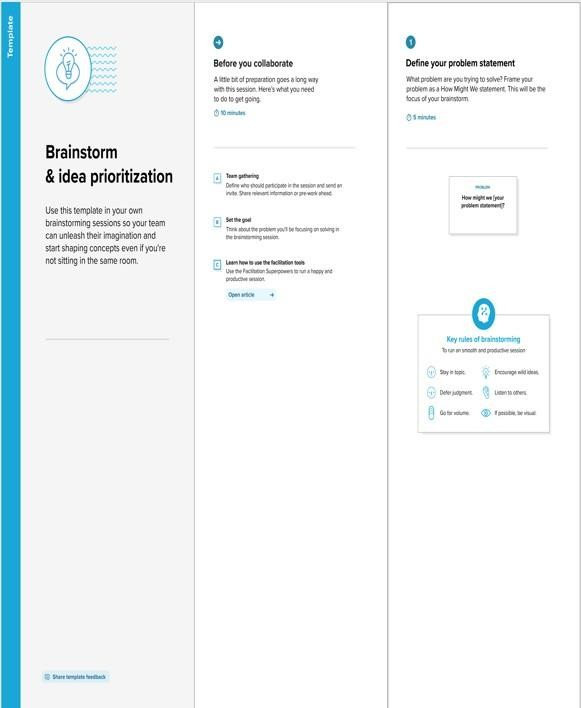 Template
Brainstorm
& idea prioritization
Use this template in your own
brainstorming sessions so your team
can unleash their imagination and
start shaping concepts even if you're
not sitting in the same room.
Share template feedback
Before you collaborate
A little bit of preparation goes a long way
with this session. Here's what you need
to do to get going.
10 minutes
A
Team gathering
Define who should participate in the session and send an
invite. Share relevant information or pre-work ahead.
B
Set the goal
Think about the problem you'll be focusing on solving in
the brainstorming session.
C
Learn how to use the facilitation tools
Use the Facilitation Superpowers to run a happy and
productive session.
Open article
1
Define your problem statement
What problem are you trying to solve? Frame your
problem as a How Might We statement. This will be the
focus of your brainstorm.
5 minutes
PROBLEM
How might we [your
problem statement]?
Key rules of brainstorming
To run an smooth and productive session
Stay in topic.
Encourage wild ideas.
Defer judgment.
Listen to others.
Go for volume.
If possible, be visual.